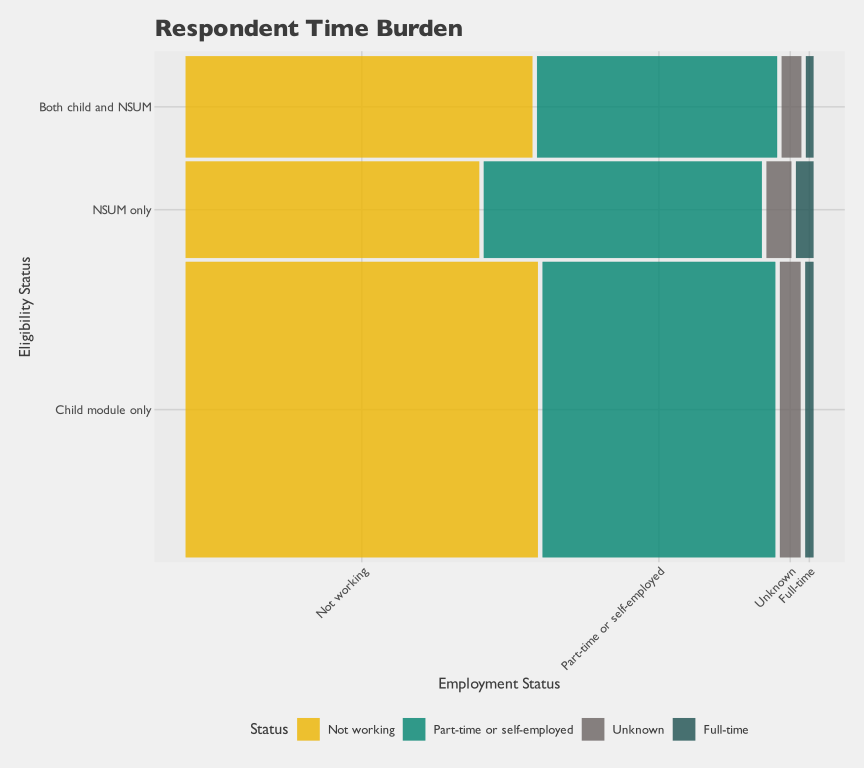 Respondent Time Burden
Both child and NSUM
NSUM only
Child module only
Eligibility Status
Not working
Part-time or self-employed
Unknown
Full-time
Employment Status
Status Not working Part-time or self-employed Unknown Full-time